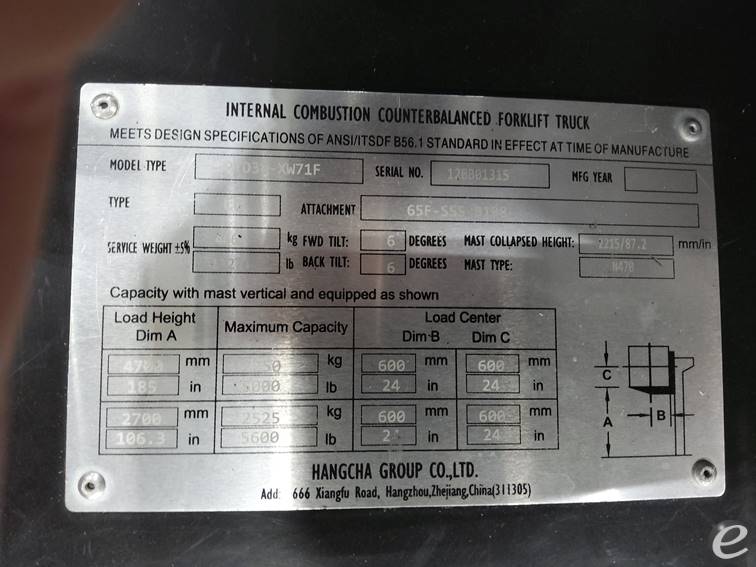 INTERNAL COMBUSTION COUNTERBALANCED FORKLIFT TRUCK
MEETS DESIGN SPECIFICATIONS OF ANSI/ITSDF B56.1 STANDARD IN EFFECT AT TIME OF MANUFACTURE
MODEL TYPE XW71F SERIAL NO. MFG YEAR
TYPE ATTACHMENT
SERVICE WEIGHT ±5% kg FWD TILT: 6 DEGREES MAST COLLAPSED HEIGHT: 2215/87.2 mm/in
lb BACK TILT: 6 DEGREES MAST TYPE: N470
Capacity with mast vertical and equipped as shown
Load Height Maximum Capacity Load Center
Dim A Dim B Dim C
mm kg 600 mm 600 mm
185 in lb 24 in 24 in
2700 mm 2525 kg 600 mm 600 mm
106.3 in 5600 lb in 24 in
C
B
A
HANGCHA GROUP CO.,LTD.
Add: 666 Xiangfu Road, Hangzhou,Zhejiang,China(311305)
e